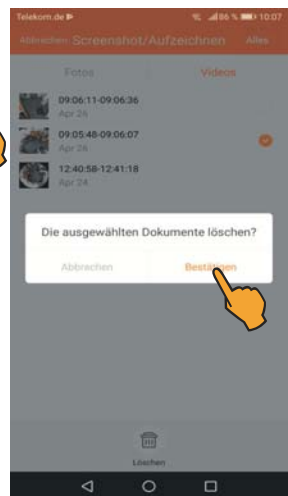 Telekom.de 86 % 10:07
Abbrechen Screenshot/Aufzeichnen Alles
Fotos Videos
09:06:11-09:06:36
Apr 26
09:05:48-09:06:07
Apr 26
12:40:58-12:41:18
Apr 24
Die ausgewählten Dokumente löschen?
Abbrechen Bestätigen
Löschen